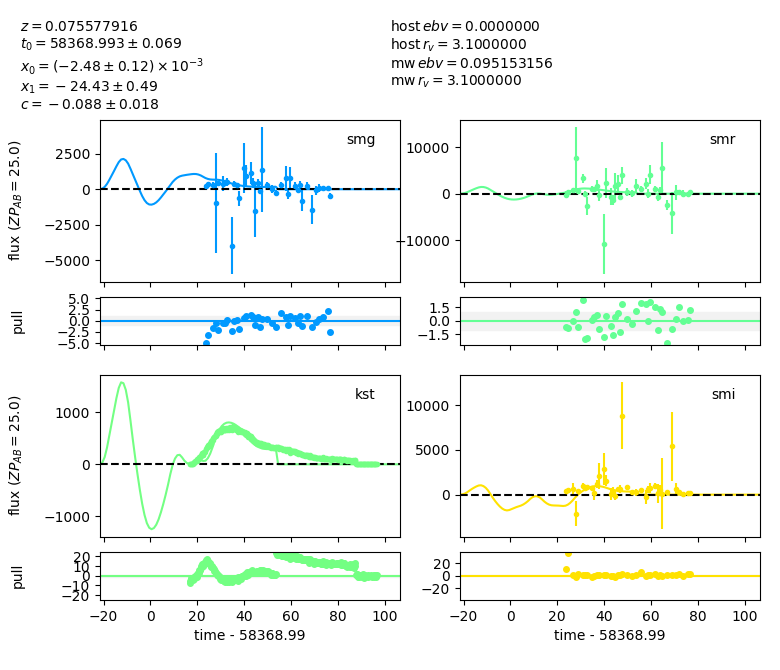 z = 0.075577916
t₀ = 58368.993 ± 0.069
x₀ = (−2.48 ± 0.12) × 10⁻³
x₁ = −24.43 ± 0.49
c = −0.088 ± 0.018
host ebv = 0.0000000
host r_v = 3.1000000
mw ebv = 0.095153156
mw r_v = 3.1000000
flux (ZP_AB = 25.0)
2500
0
−2500
−5000
smg
10000
0
−10000
smr
pull
5.0
2.5
0.0
−2.5
−5.0
1.5
0.0
−1.5
flux (ZP_AB = 25.0)
1000
0
−1000
kst
10000
5000
0
smi
pull
20
10
0
−10
−20
20
0
−20
−20 0 20 40 60 80 100
time - 58368.99
−20 0 20 40 60 80 100
time - 58368.99